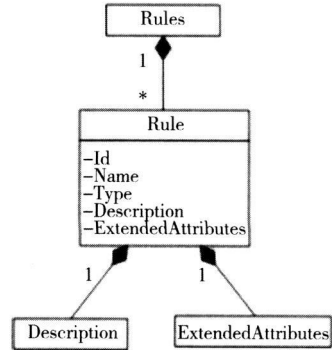 Rules
1
*
Rule
-Id
-Name
-Type
-Description
-ExtendedAttributes
1
1
Description
ExtendedAttributes